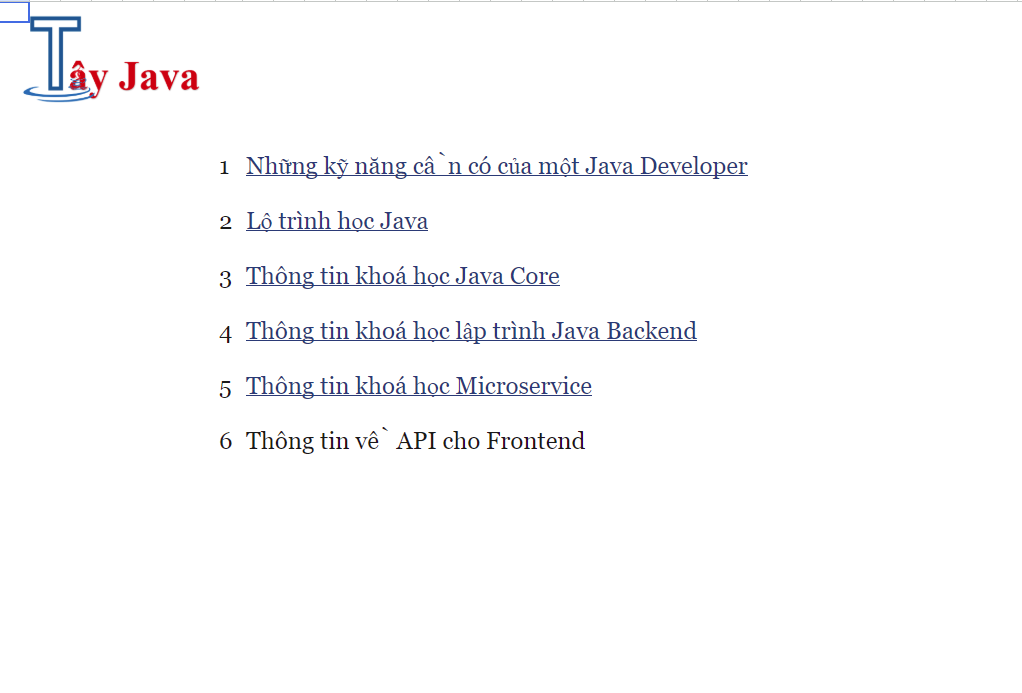 Tây Java
1 Những kỹ năng cần có của một Java Developer
2 Lộ trình học Java
3 Thông tin khoá học Java Core
4 Thông tin khoá học lập trình Java Backend
5 Thông tin khoá học Microservice
6 Thông tin về API cho Frontend